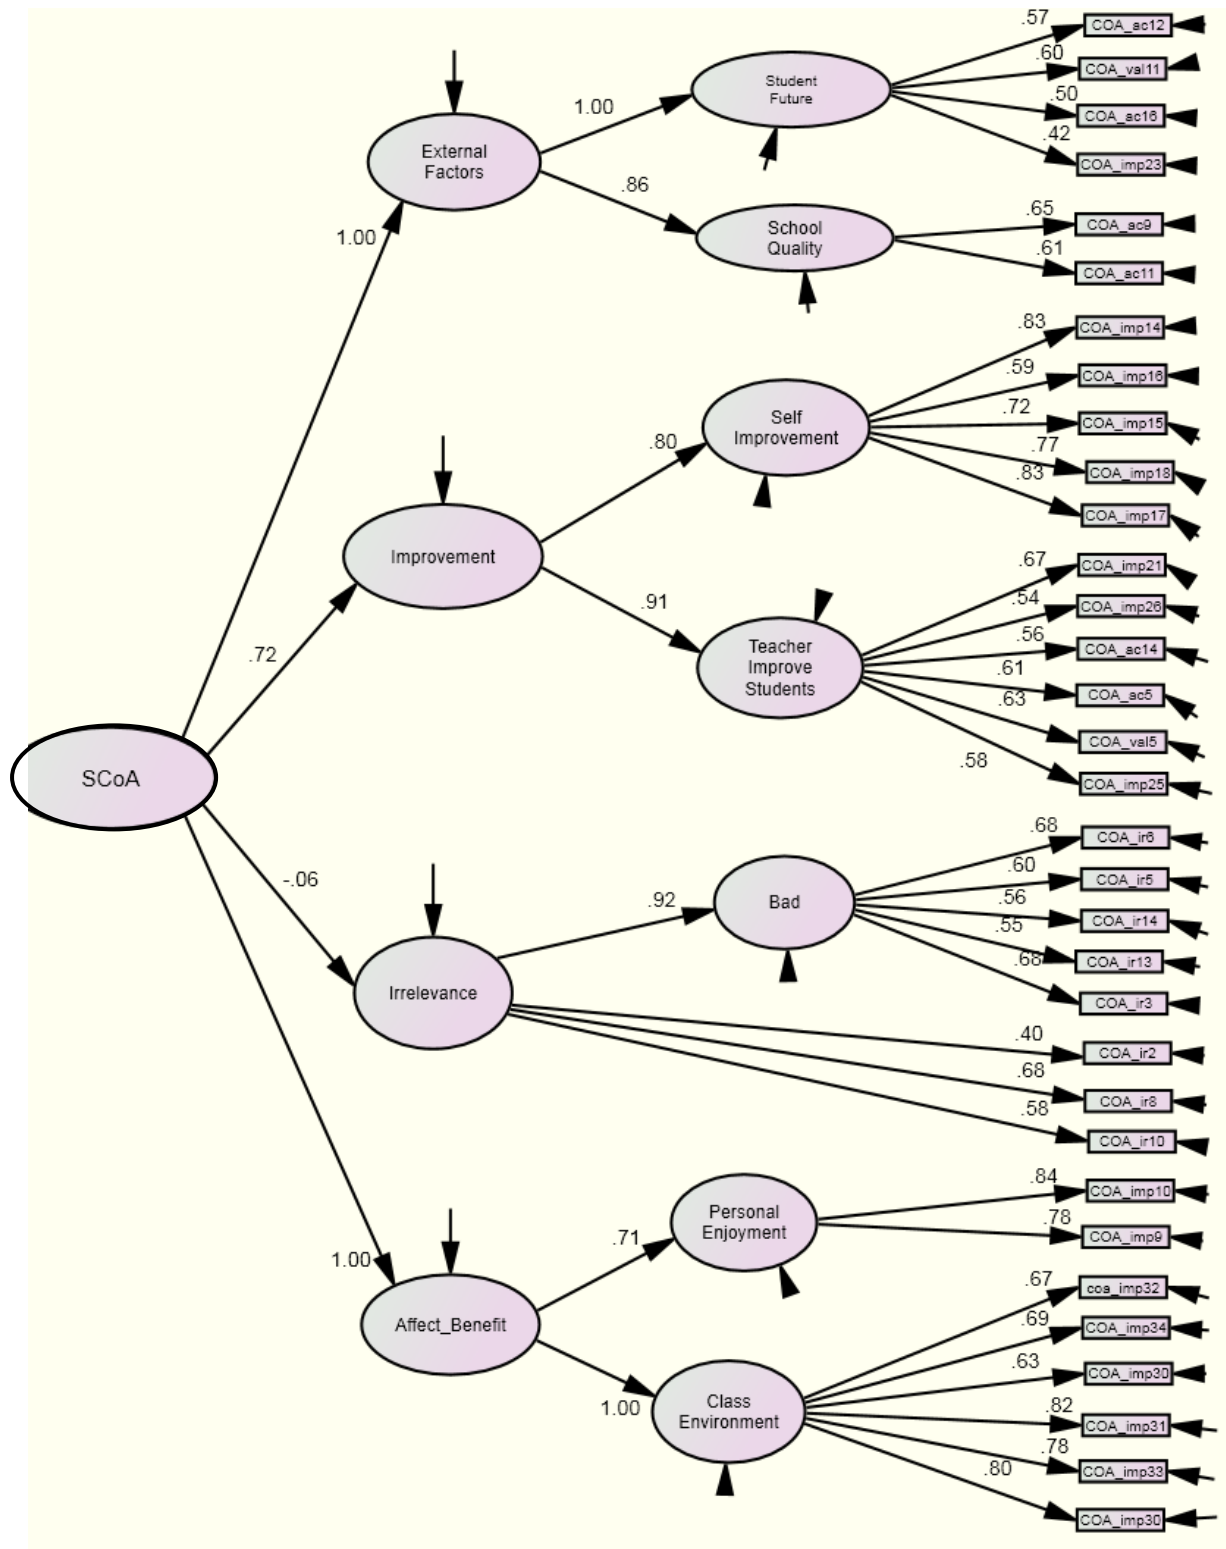 .57
COA_ac12
.60
COA_val11
Student
Future
1.00
.50
COA_ac16
.42
COA_imp23
External
Factors
.86
.65
COA_ac9
School
Quality
.61
COA_ac11
1.00
.83
COA_imp14
.59
COA_imp16
Self
Improvement
.72
COA_imp15
.80
.77
COA_imp18
.83
COA_imp17
Improvement
.67
COA_imp21
.91
.54
COA_imp26
Teacher
Improve
Students
.56
COA_ac14
.61
COA_ac5
.63
COA_val5
.58
COA_imp25
.72
SCoA
.68
COA_ir6
-.06
.60
COA_ir5
.92
Bad
.56
COA_ir14
.55
COA_ir13
.68
COA_ir3
Irrelevance
.40
COA_ir2
.68
COA_ir8
.58
COA_ir10
.84
COA_imp10
Personal
Enjoyment
.71
.78
COA_imp9
1.00
.67
coa_imp32
Affect_Benefit
.69
COA_imp34
.63
COA_imp30
1.00
Class
Environment
.82
COA_imp31
.78
COA_imp33
.80
COA_imp30